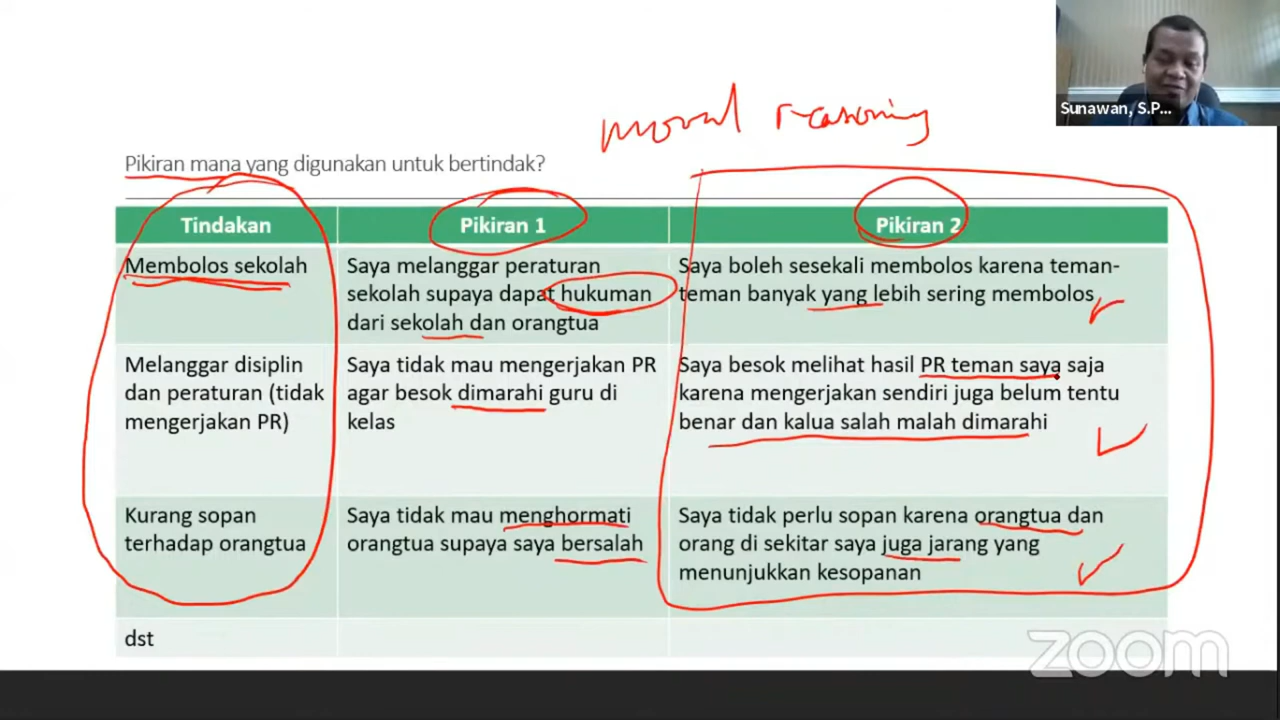 Sunawan, S.P...
moral reasoning
Pikiran mana yang digunakan untuk bertindak?
Tindakan
Pikiran 1
Pikiran 2
Membolos sekolah
Saya melanggar peraturan
sekolah supaya dapat hukuman
dari sekolah dan orangtua
Saya boleh sesekali membolos karena teman-
teman banyak yang lebih sering membolos
Melanggar disiplin
dan peraturan (tidak
mengerjakan PR)
Saya tidak mau mengerjakan PR
agar besok dimarahi guru di
kelas
Saya besok melihat hasil PR teman saya saja
karena mengerjakan sendiri juga belum tentu
benar dan kalua salah malah dimarahi
Kurang sopan
terhadap orangtua
Saya tidak mau menghormati
orangtua supaya saya bersalah
Saya tidak perlu sopan karena orangtua dan
orang di sekitar saya juga jarang yang
menunjukkan kesopanan
dst
zoom